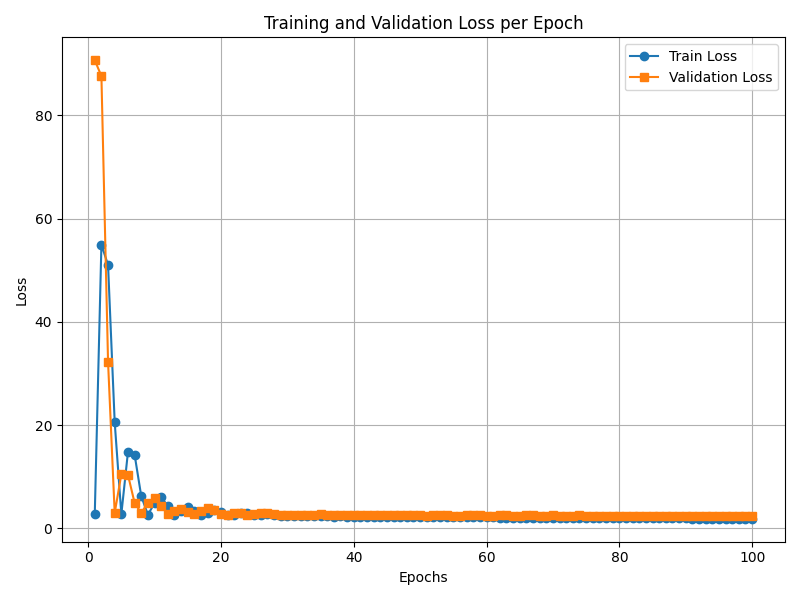 Training and Validation Loss per Epoch
Train Loss
Validation Loss
Loss
80
60
40
20
0
0 20 40 60 80 100
Epochs